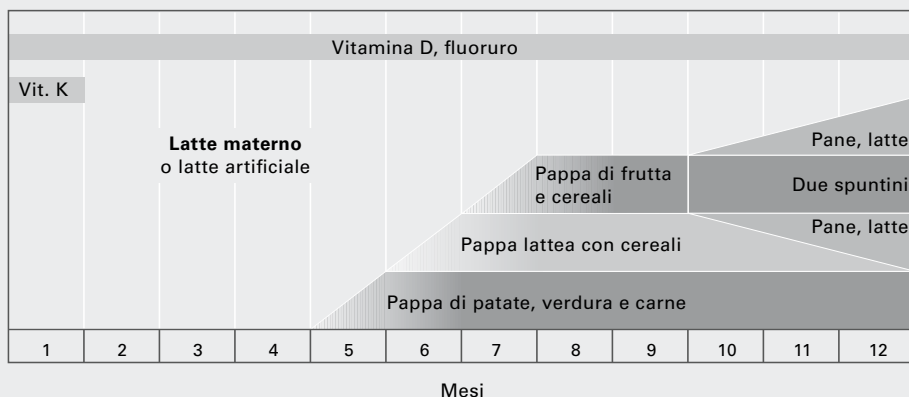 Vitamina D, fluoruro
Vit. K
Latte materno
o latte artificiale
Pane, latte
Pappa di frutta
e cereali
Due spuntini
Pane, latte
Pappa lattea con cereali
Pappa di patate, verdura e carne
1 2 3 4 5 6 7 8 9 10 11 12
Mesi